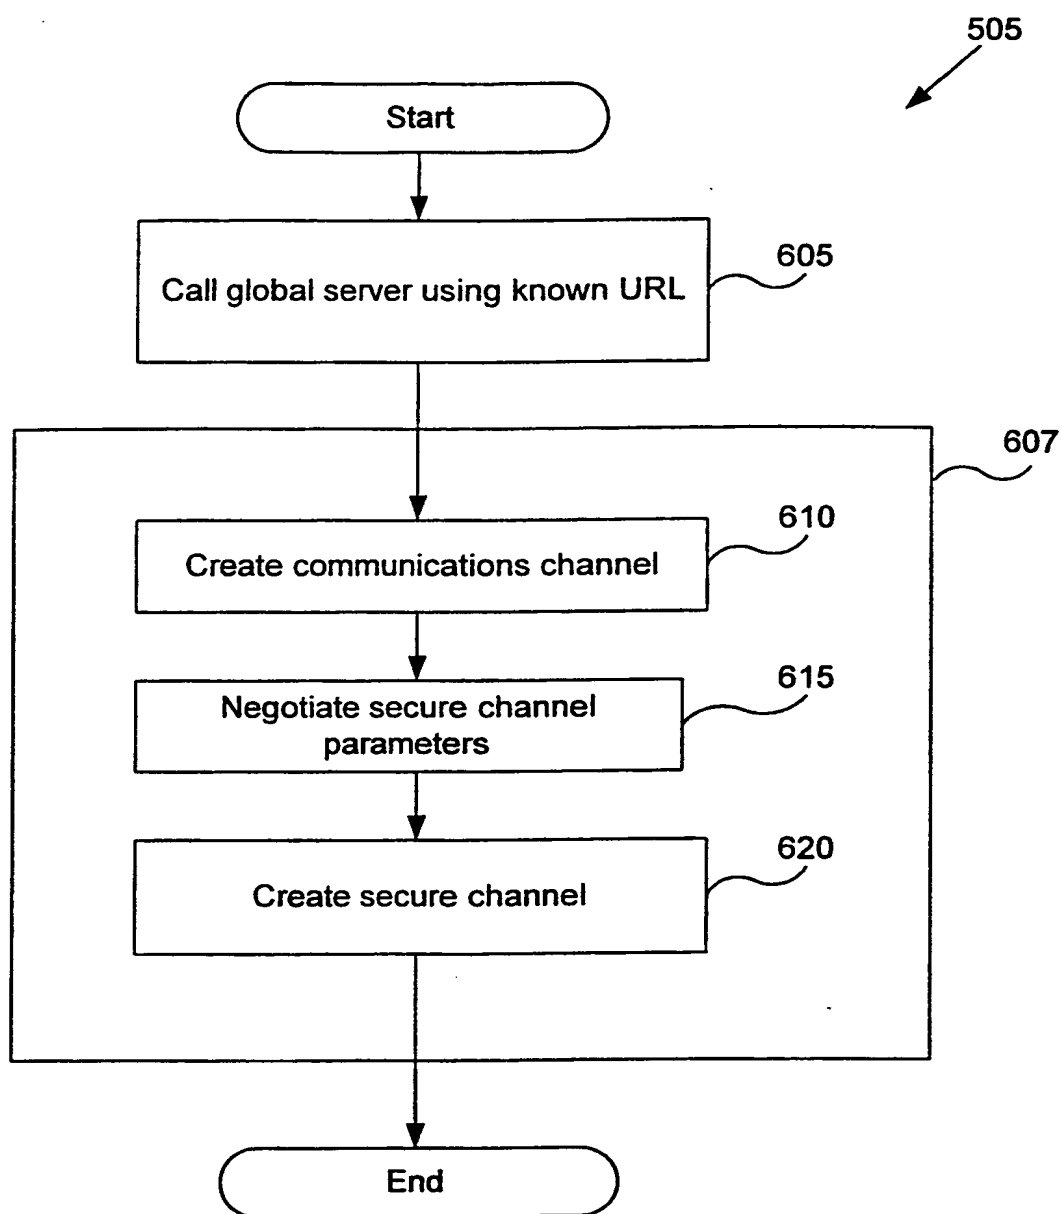 505
Start
605
Call global server using known URL
607
610
Create communications channel
615
Negotiate secure channel
parameters
620
Create secure channel
End